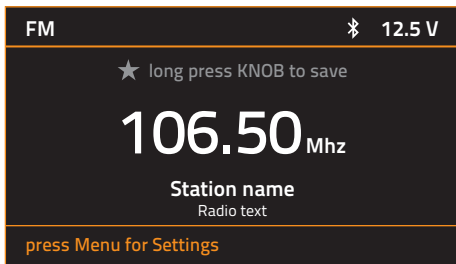 FM 12.5 V
long press KNOB to save
106.50 Mhz
Station name
Radio text
press Menu for Settings